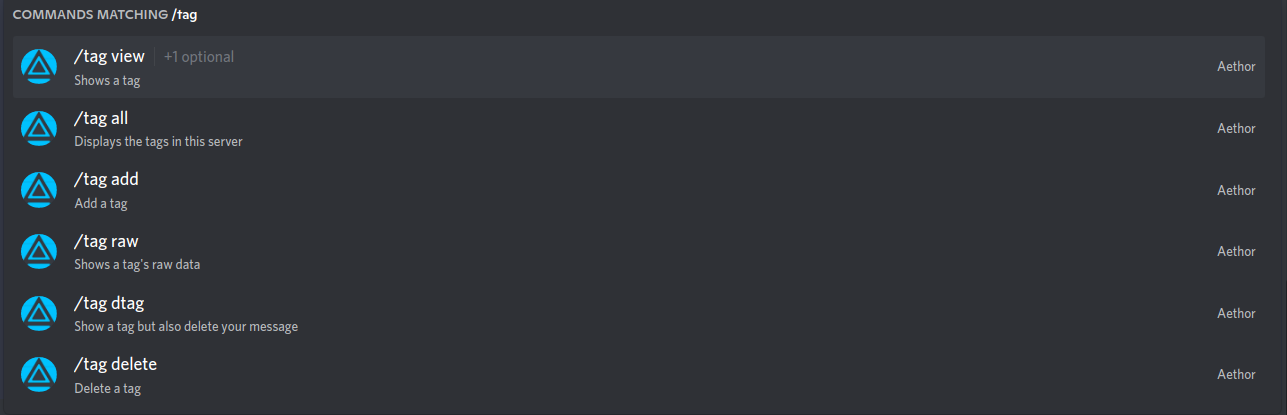 COMMANDS MATCHING /tag
/tag view +1 optional
Shows a tag
Aethor
/tag all
Displays the tags in this server
Aethor
/tag add
Add a tag
Aethor
/tag raw
Shows a tag's raw data
Aethor
/tag dtag
Show a tag but also delete your message
Aethor
/tag delete
Delete a tag
Aethor